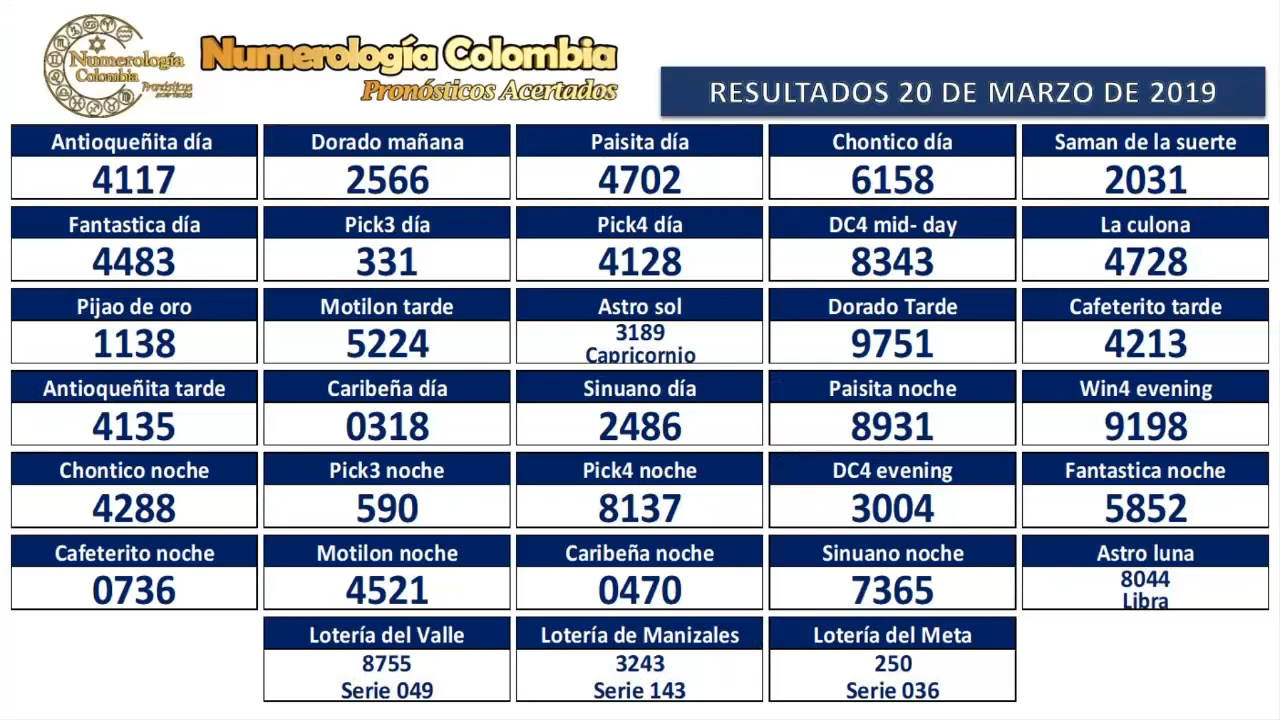 Numerología
Colombia
Pronósticos
acertados
Numerología Colombia
Pronósticos Acertados
RESULTADOS 20 DE MARZO DE 2019
Antioqueñita día Dorado mañana Paisita día Chontico día Saman de la suerte
4117 2566 4702 6158 2031
Fantastica día Pick3 día Pick4 día DC4 mid- day La culona
4483 331 4128 8343 4728
Pijao de oro Motilon tarde Astro sol Dorado Tarde Cafeterito tarde
1138 5224 3189 9751 4213
Capricornio
Antioqueñita tarde Caribeña día Sinuano día Paisita noche Win4 evening
4135 0318 2486 8931 9198
Chontico noche Pick3 noche Pick4 noche DC4 evening Fantastica noche
4288 590 8137 3004 5852
Cafeterito noche Motilon noche Caribeña noche Sinuano noche Astro luna
0736 4521 0470 7365 8044
Libra
Lotería del Valle Lotería de Manizales Lotería del Meta
8755 3243 250
Serie 049 Serie 143 Serie 036